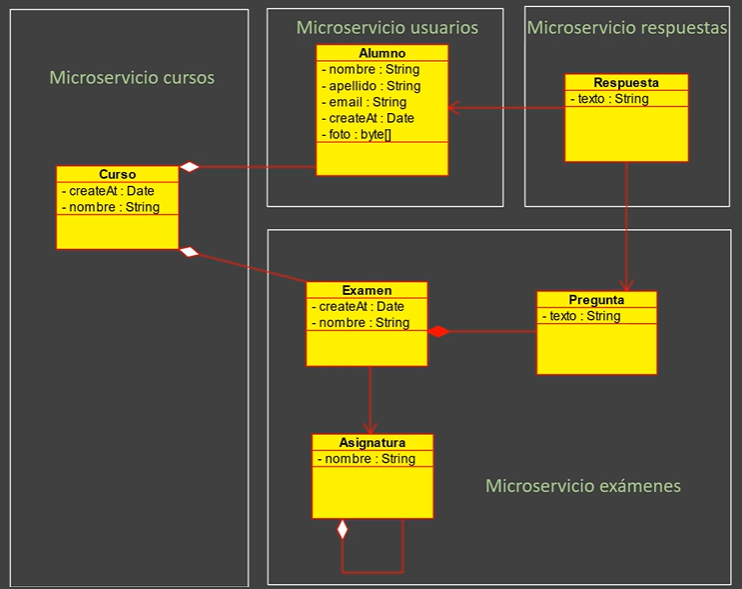 Microservicio cursos
Curso
- createAt : Date
- nombre : String
Microservicio usuarios
Alumno
- nombre : String
- apellido : String
- email : String
- createAt : Date
- foto : byte[]
Microservicio respuestas
Respuesta
- texto : String
Examen
- createAt : Date
- nombre : String
Pregunta
- texto : String
Asignatura
- nombre : String
Microservicio exámenes